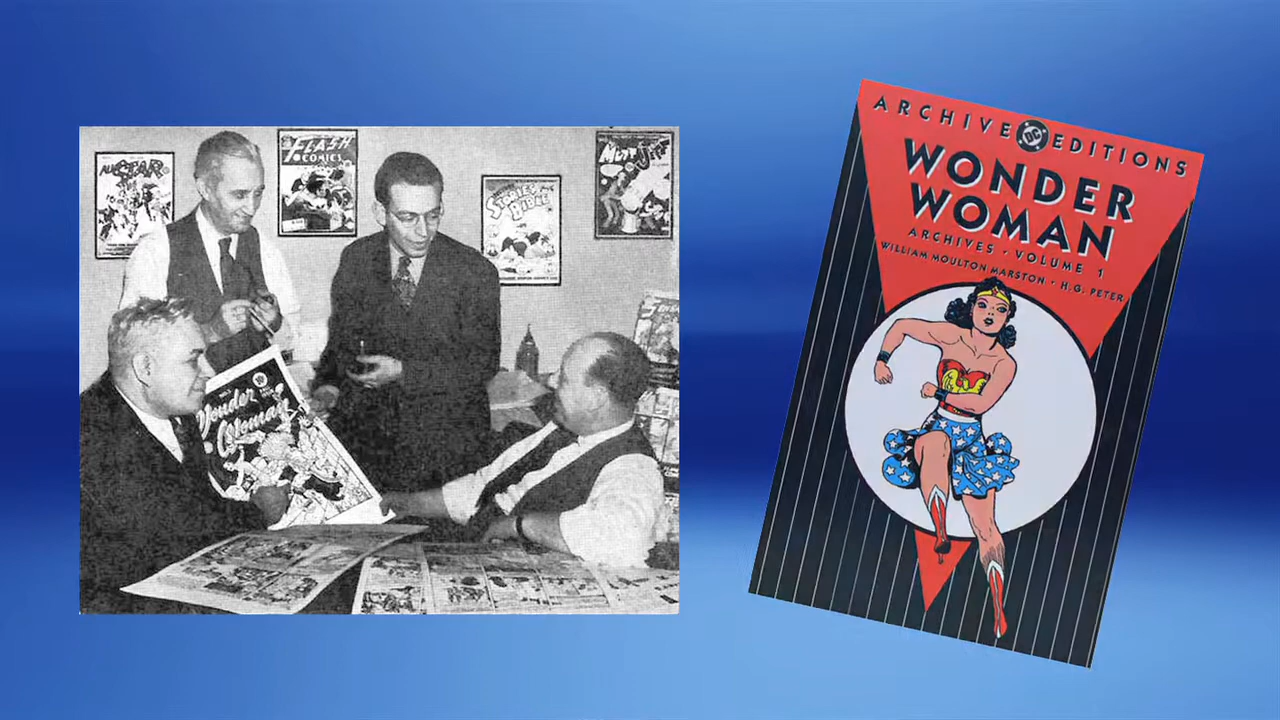 ALL STAR
COMICS
FLASH
COMICS
STORIES
BIBLE
MUTT
JEFF
Wonder
Woman
ARCHIVE DC EDITIONS
WONDER
WOMAN
ARCHIVES · VOLUME 1
WILLIAM MOULTON MARSTON · H.G. PETER